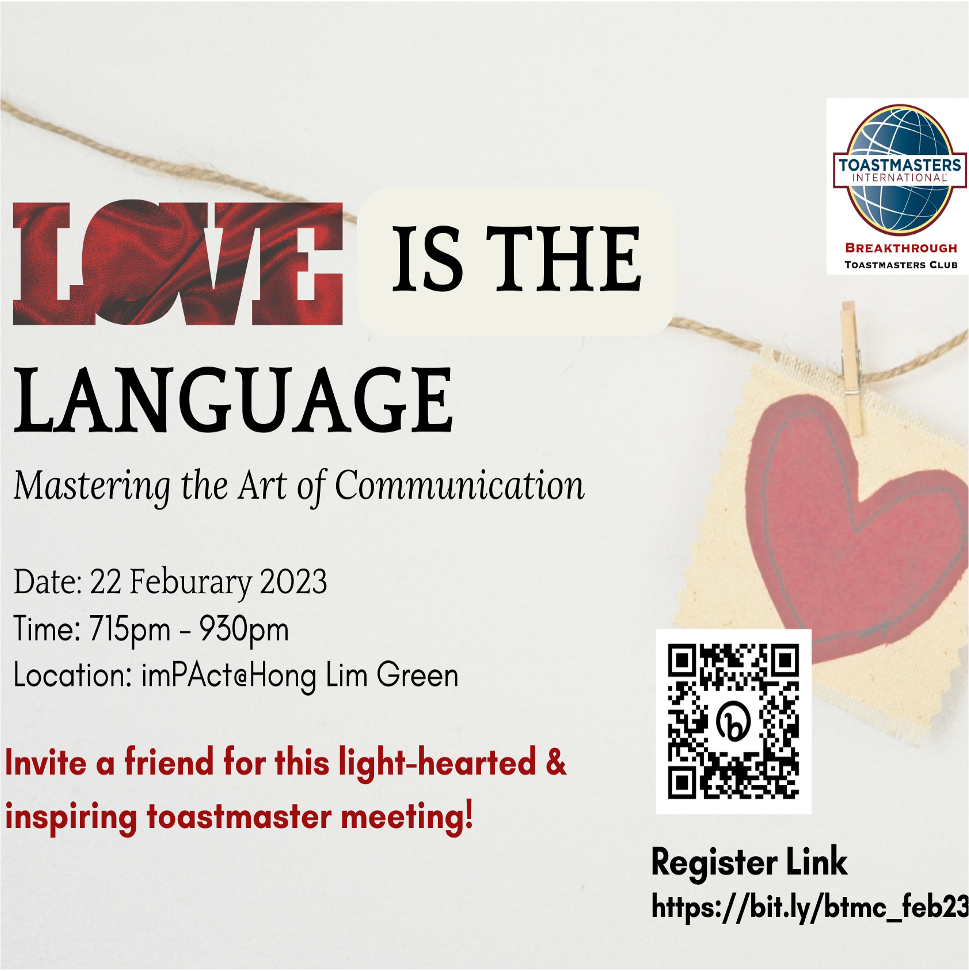 TOASTMASTERS
INTERNATIONAL
BREAKTHROUGH
TOASTMASTERS CLUB
LOVE IS THE
LANGUAGE
Mastering the Art of Communication
Date: 22 Feburary 2023
Time: 715pm - 930pm
Location: imPAct@Hong Lim Green
Invite a friend for this light-hearted &
inspiring toastmaster meeting!
b
Register Link
https://bit.ly/btmc_feb23